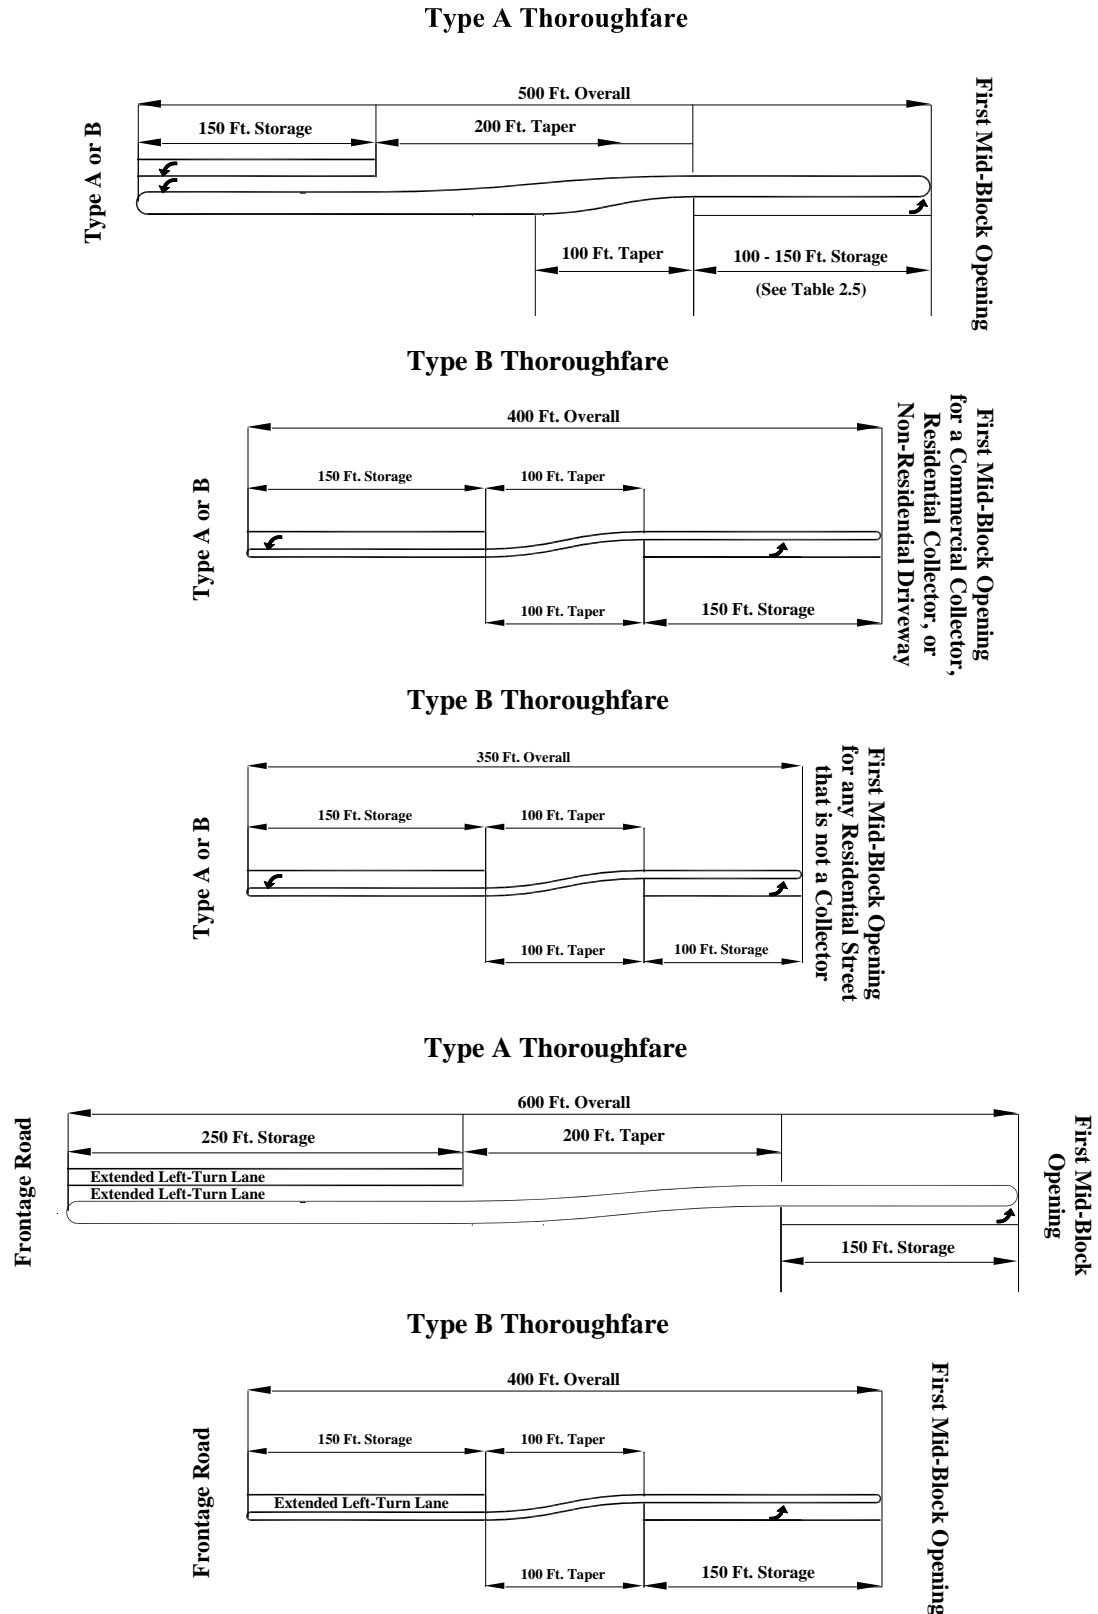 Type A Thoroughfare
500 Ft. Overall
150 Ft. Storage
200 Ft. Taper
Type A or B
First Mid-Block Opening
100 Ft. Taper
100 - 150 Ft. Storage
(See Table 2.5)
Type B Thoroughfare
400 Ft. Overall
150 Ft. Storage
100 Ft. Taper
Type A or B
First Mid-Block Opening
for a Commercial Collector,
Residential Collector, or
Non-Residential Driveway
100 Ft. Taper
150 Ft. Storage
Type B Thoroughfare
350 Ft. Overall
150 Ft. Storage
100 Ft. Taper
Type A or B
First Mid-Block Opening
for any Residential Street
that is not a Collector
100 Ft. Taper
100 Ft. Storage
Type A Thoroughfare
600 Ft. Overall
250 Ft. Storage
200 Ft. Taper
Frontage Road
Extended Left-Turn Lane
Extended Left-Turn Lane
First Mid-Block
Opening
150 Ft. Storage
Type B Thoroughfare
400 Ft. Overall
150 Ft. Storage
100 Ft. Taper
Frontage Road
Extended Left-Turn Lane
First Mid-Block Opening
100 Ft. Taper
150 Ft. Storage